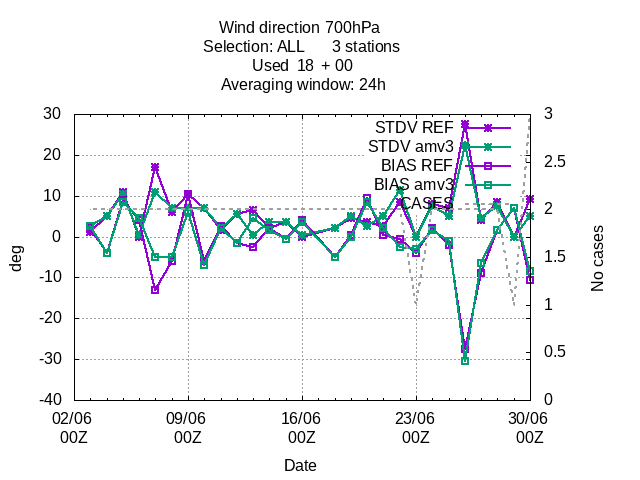 Wind direction 700hPa
Selection: ALL 3 stations
Used 18 + 00
Averaging window: 24h
STDV REF
STDV amv3
BIAS REF
BIAS amv3
CASES
30
20
10
0
-10
-20
-30
-40
3
2.5
2
1.5
1
0.5
0
deg
No cases
02/06 09/06 16/06 23/06 30/06
00Z 00Z 00Z 00Z 00Z
Date